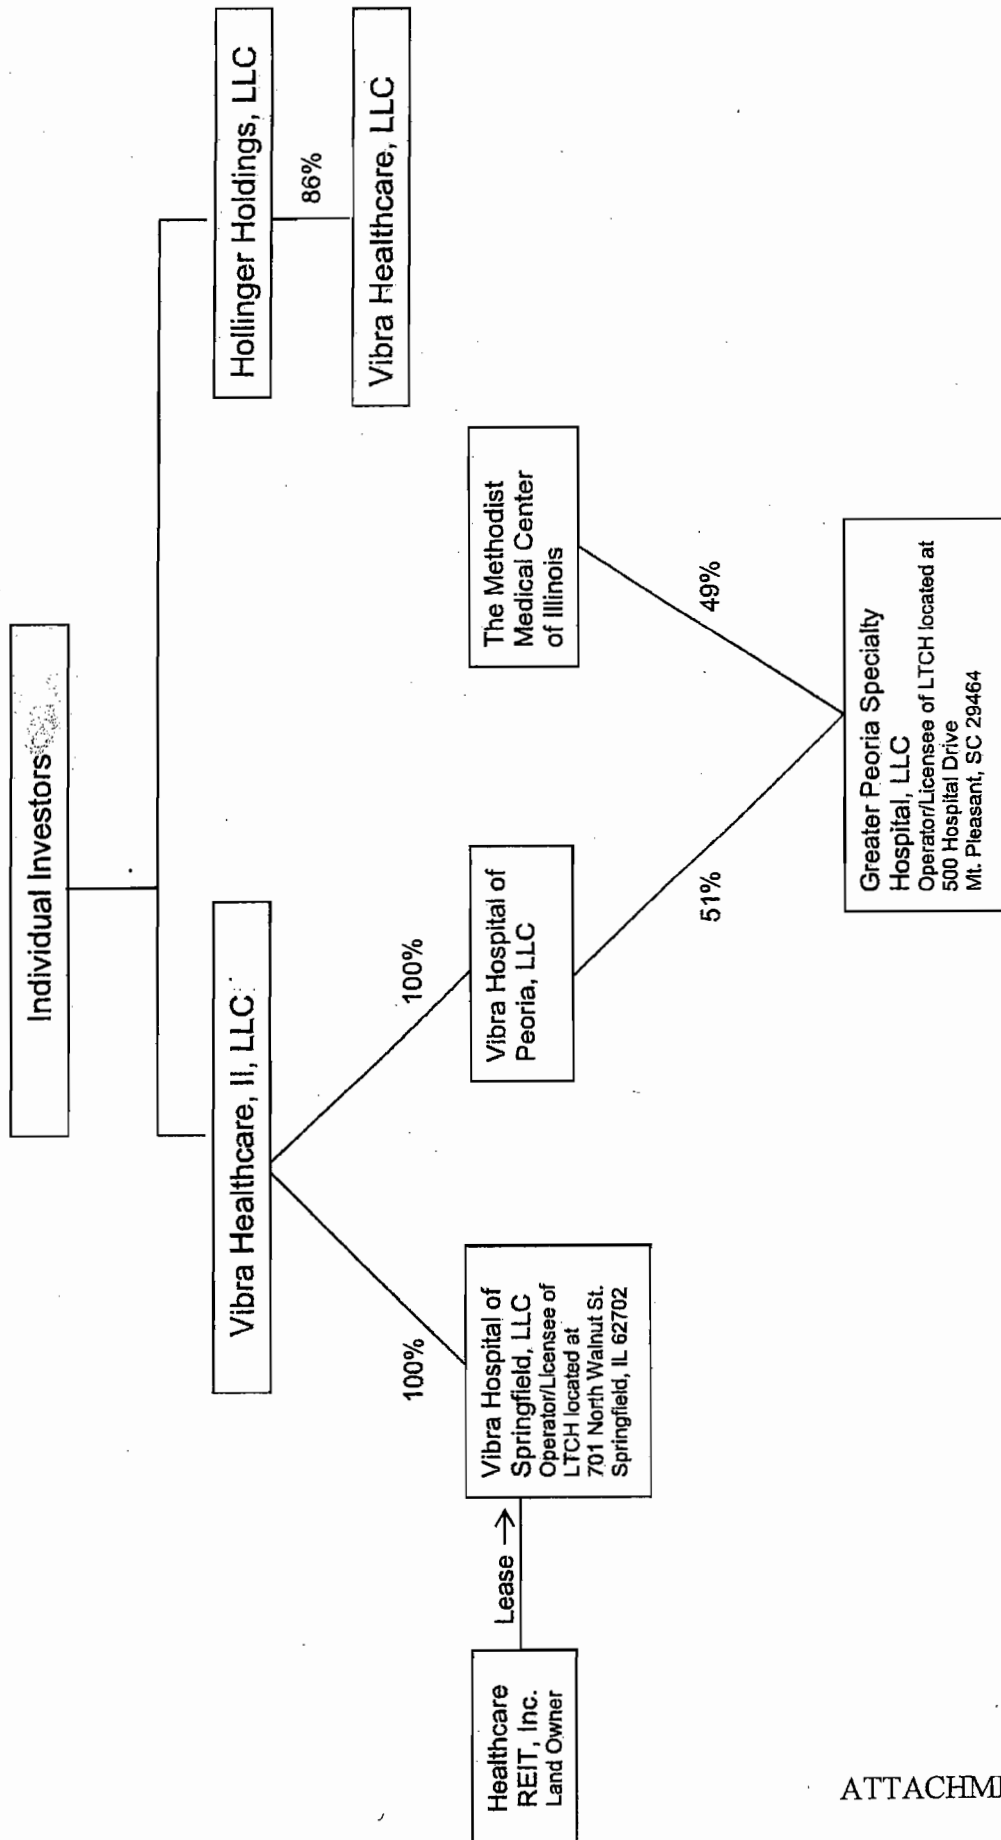 Individual Investors
Vibra Healthcare, II, LLC
Hollinger Holdings, LLC
86%
Vibra Healthcare, LLC
100%
100%
Healthcare
REIT, Inc.
Land Owner
Lease →
Vibra Hospital of
Springfield, LLC
Operator/Licensee of
LTCH located at
701 North Walnut St.
Springfield, IL 62702
Vibra Hospital of
Peoria, LLC
The Methodist
Medical Center
of Illinois
51%
49%
Greater Peoria Specialty
Hospital, LLC
Operator/Licensee of LTCH located at
500 Hospital Drive
Mt. Pleasant, SC 29464